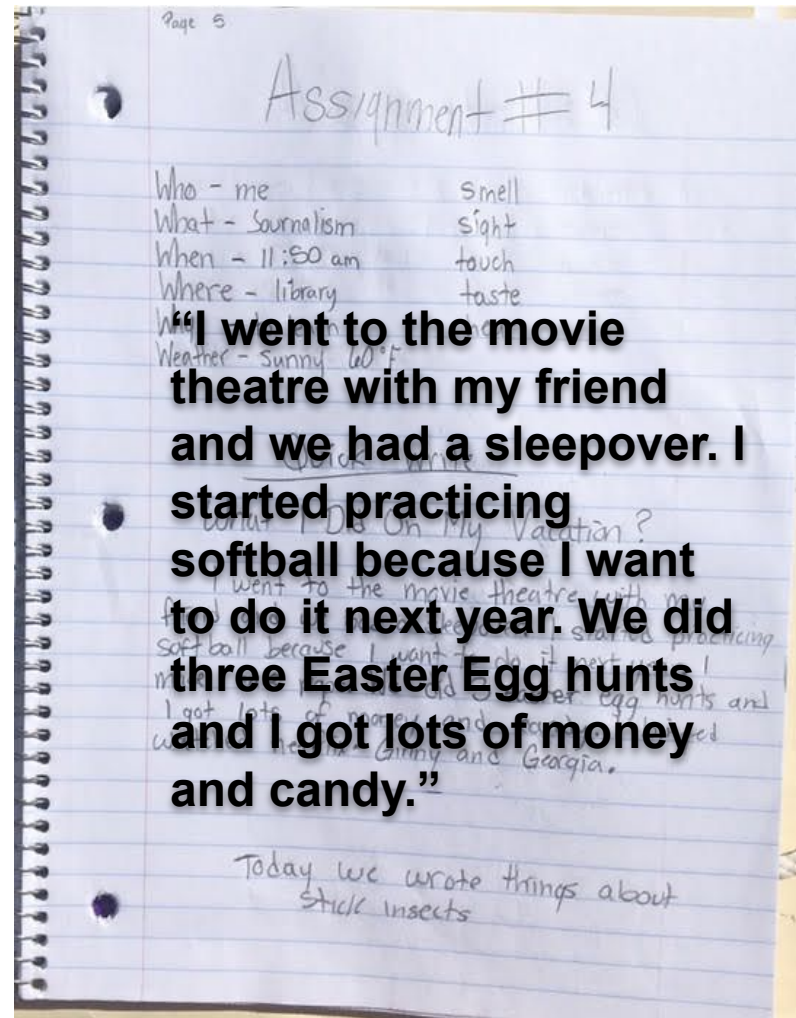 Page 5
Assignment # 4
Who - me
What - Journalism
When - 11:50 am
Where - library
Weather - Sunny 60°F
smell
sight
touch
taste
Quick Write
What I Did On My Vacation?
I went to the movie theatre with my
softball because I want to do it next year. I
egg hunts and
I got lots of money and
Ginny and Georgia.
Today we wrote things about
stick insects
“I went to the movie
theatre with my friend
and we had a sleepover. I
started practicing
softball because I want
to do it next year. We did
three Easter Egg hunts
and I got lots of money
and candy.”